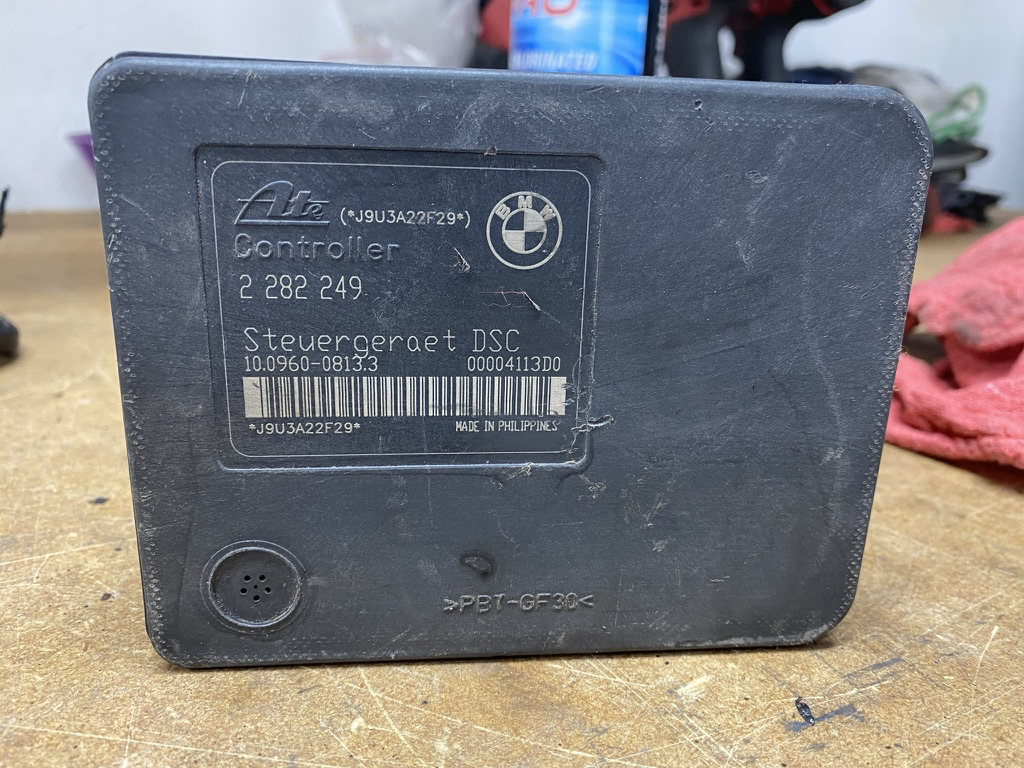 Ate (*J9U3A22F29*)
BMW
Controller
2 282 249
Steuergeraet DSC
10.0960-0813.3 00004113D0
*J9U3A22F29* MADE IN PHILIPPINES
>PBT-GF30<